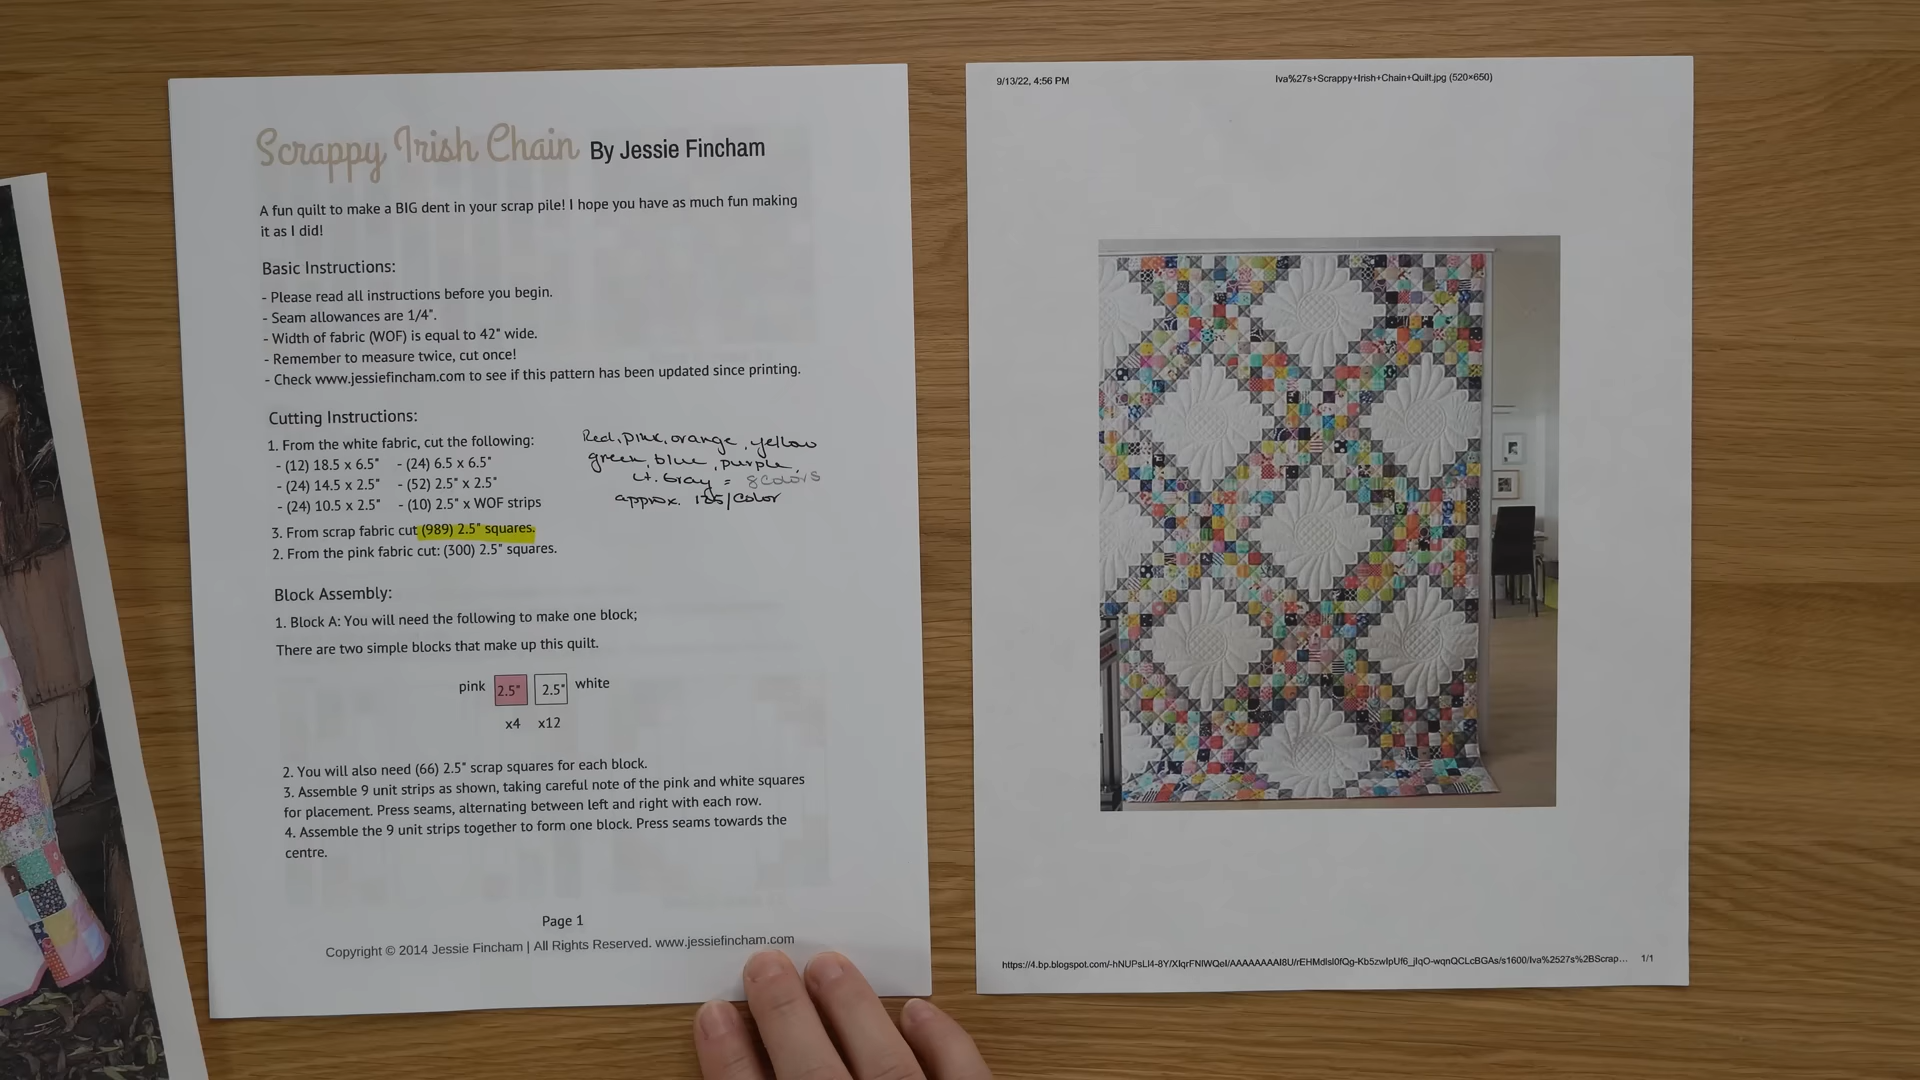 Scrappy Irish Chain By Jessie Fincham
A fun quilt to make a BIG dent in your scrap pile! I hope you have as much fun making
it as I did!
Basic Instructions:
- Please read all instructions before you begin.
- Seam allowances are 1/4".
- Width of fabric (WOF) is equal to 42" wide.
- Remember to measure twice, cut once!
- Check www.jessiefincham.com to see if this pattern has been updated since printing.
Cutting Instructions:
1. From the white fabric, cut the following:
- (12) 18.5 x 6.5" - (24) 6.5 x 6.5"
- (24) 14.5 x 2.5" - (52) 2.5" x 2.5"
- (24) 10.5 x 2.5" - (10) 2.5" x WOF strips
3. From scrap fabric cut (989) 2.5" squares.
2. From the pink fabric cut: (300) 2.5" squares.
Red, pink, orange, yellow
green, blue, purple,
Lt. Gray = 8 colors
approx. /color
Block Assembly:
1. Block A: You will need the following to make one block;
There are two simple blocks that make up this quilt.
pink 2.5" 2.5" white
x4 x12
2. You will also need (66) 2.5" scrap squares for each block.
3. Assemble 9 unit strips as shown, taking careful note of the pink and white squares
for placement. Press seams, alternating between left and right with each row.
4. Assemble the 9 unit strips together to form one block. Press seams towards the
centre.
Page 1
Copyright © 2014 Jessie Fincham | All Rights Reserved. www.jessiefincham.com
9/13/22, 4:56 PM
Iva%27s+Scrappy+Irish+Chain+Quilt.jpg (520×650)
1/1